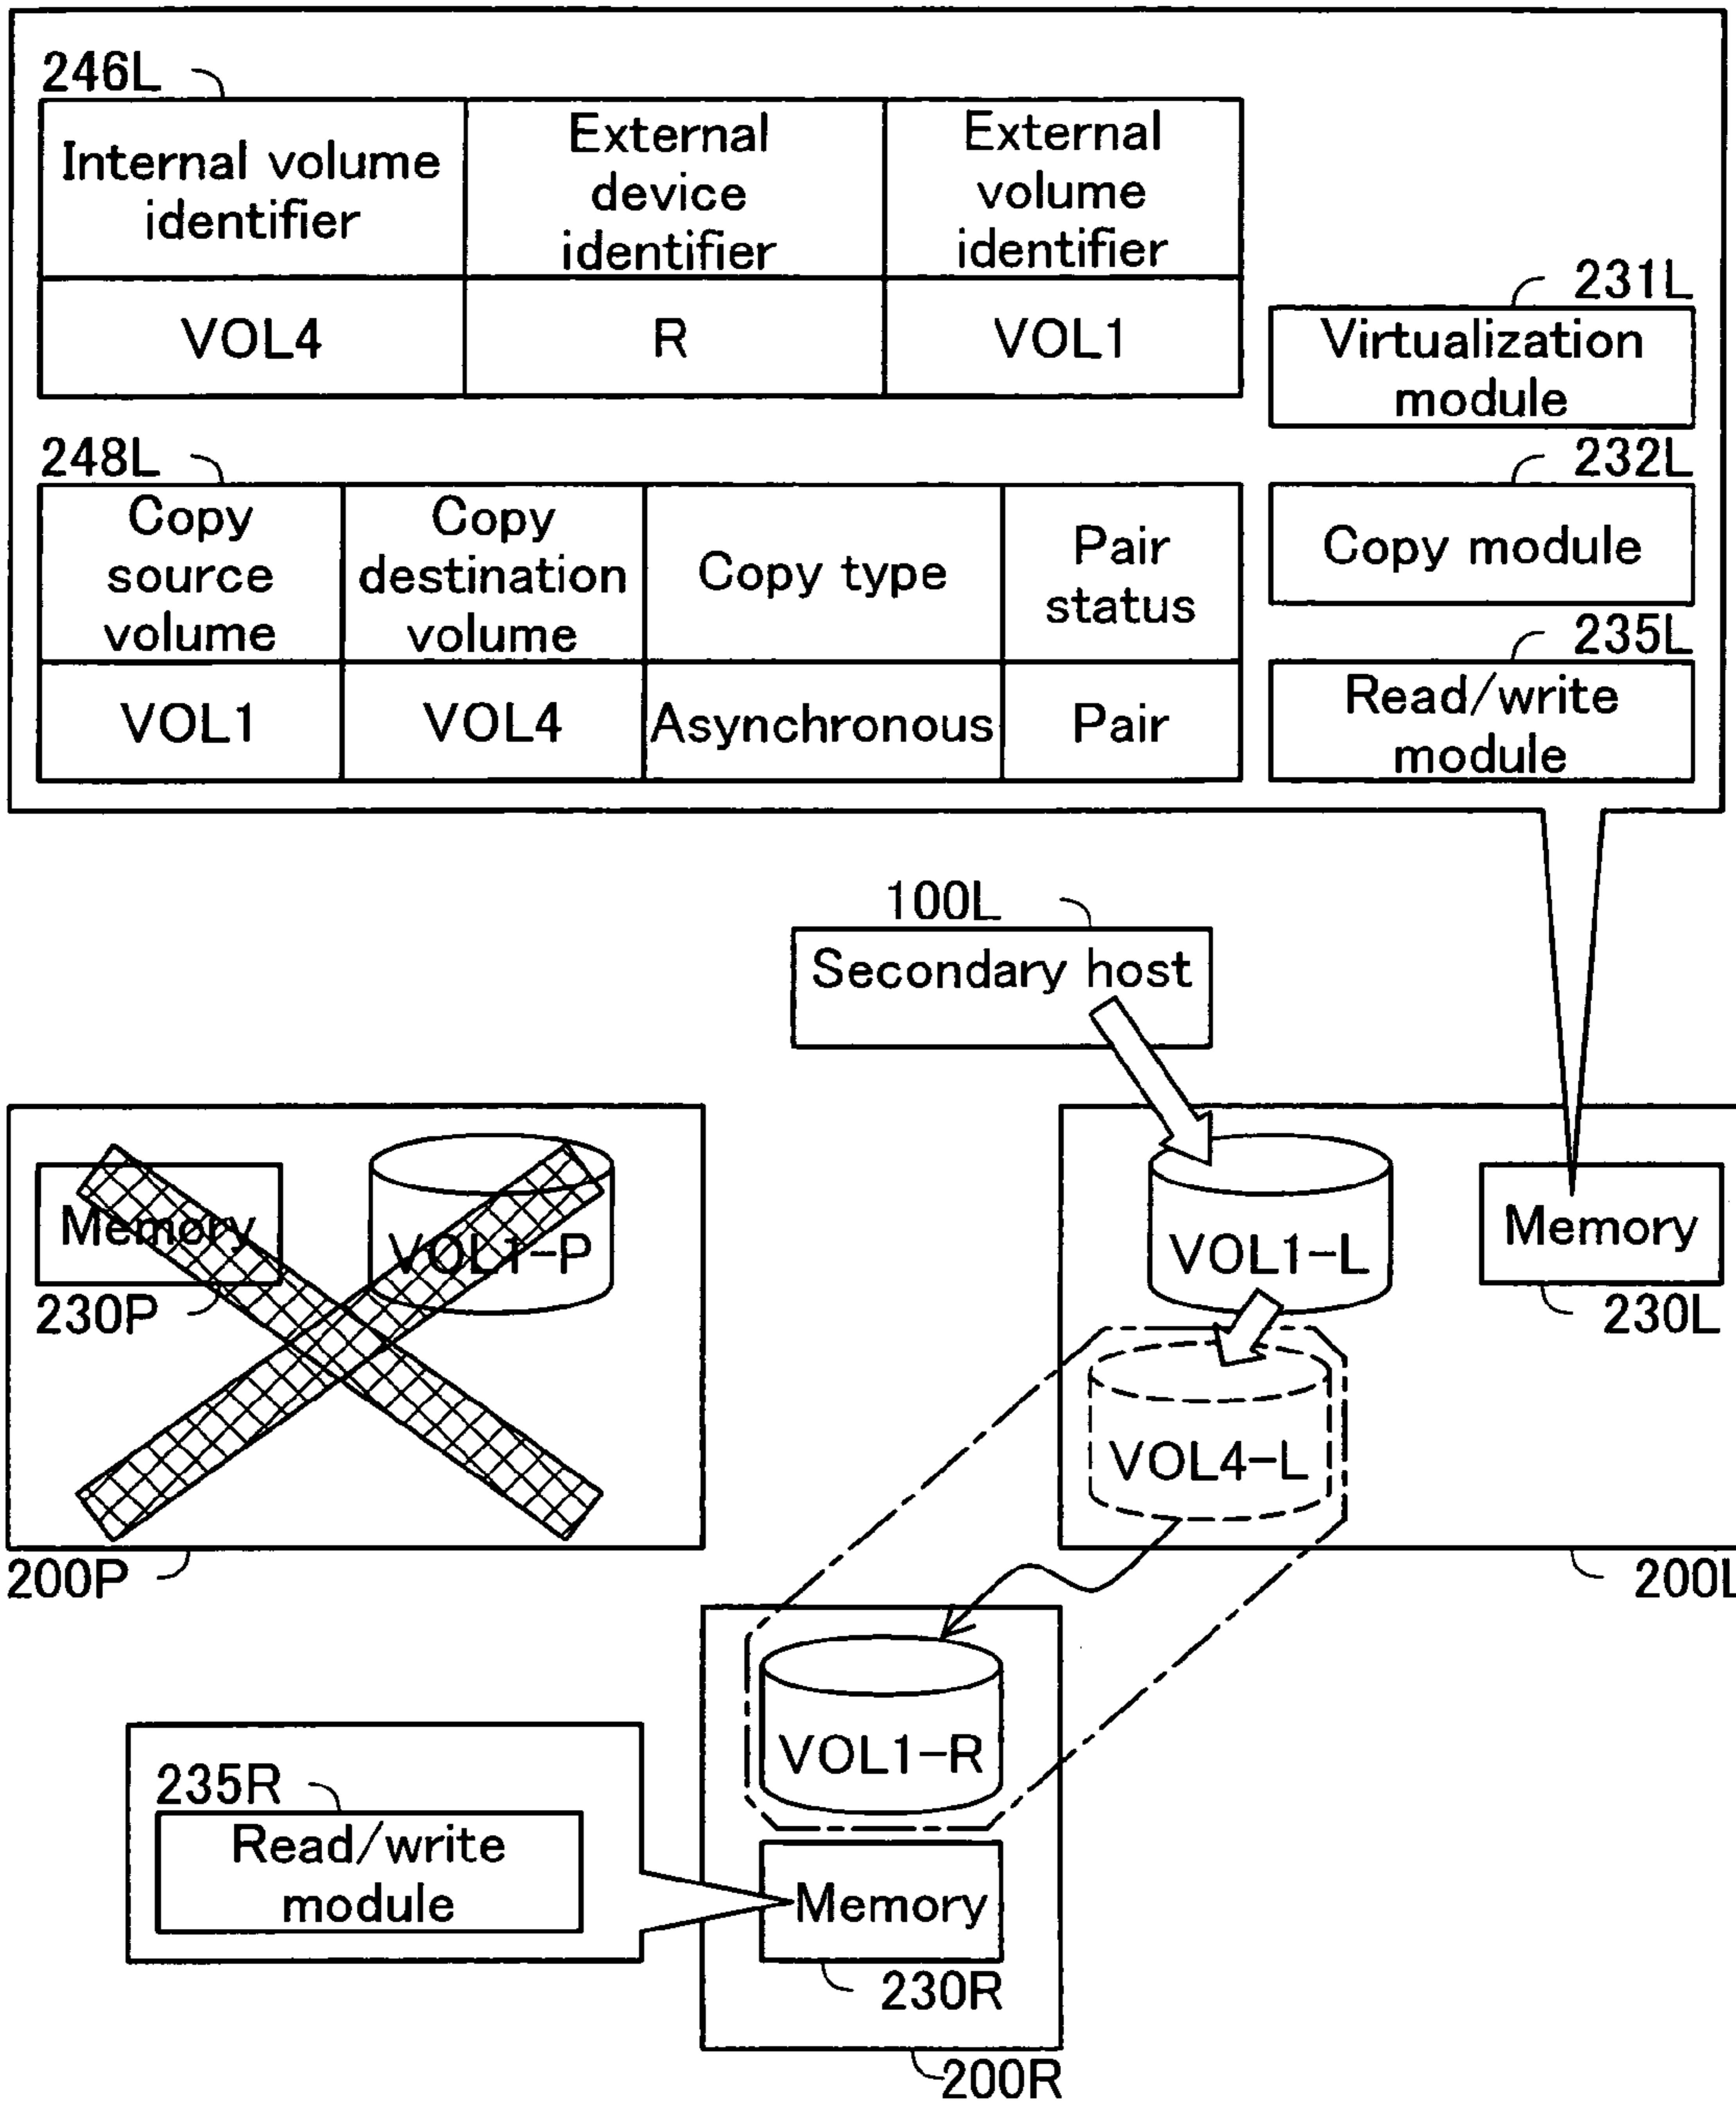 246L
Internal volume
identifier
External
device
identifier
External
volume
identifier
VOL4
R
VOL1
231L
Virtualization
module
248L
Copy
source
volume
Copy
destination
volume
Copy type
Pair
status
VOL1
VOL4
Asynchronous
Pair
232L
Copy module
235L
Read/write
module
100L
Secondary host
Memory
230P
VOL1-P
200P
VOL1-L
Memory
230L
VOL4-L
200L
VOL1-R
235R
Read/write
module
Memory
230R
200R